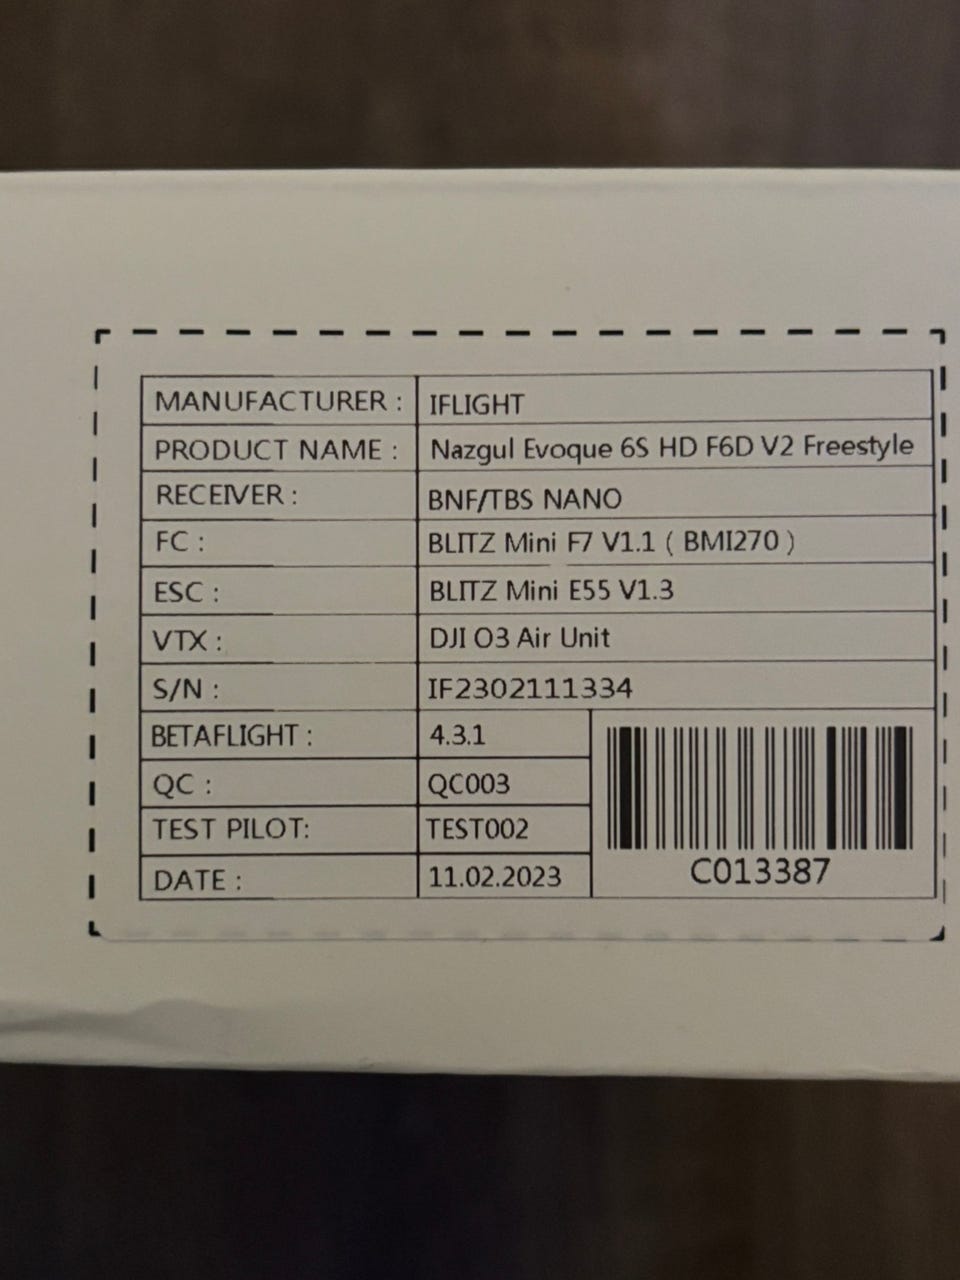 MANUFACTURER : IFLIGHT
PRODUCT NAME : Nazgul Evoque 6S HD F6D V2 Freestyle
RECEIVER : BNF/TBS NANO
FC : BLITZ Mini F7 V1.1 ( BMI270 )
ESC : BLITZ Mini E55 V1.3
VTX : DJI O3 Air Unit
S/N : IF2302111334
BETAFLIGHT : 4.3.1
QC : QC003
TEST PILOT: TEST002
DATE : 11.02.2023
C013387